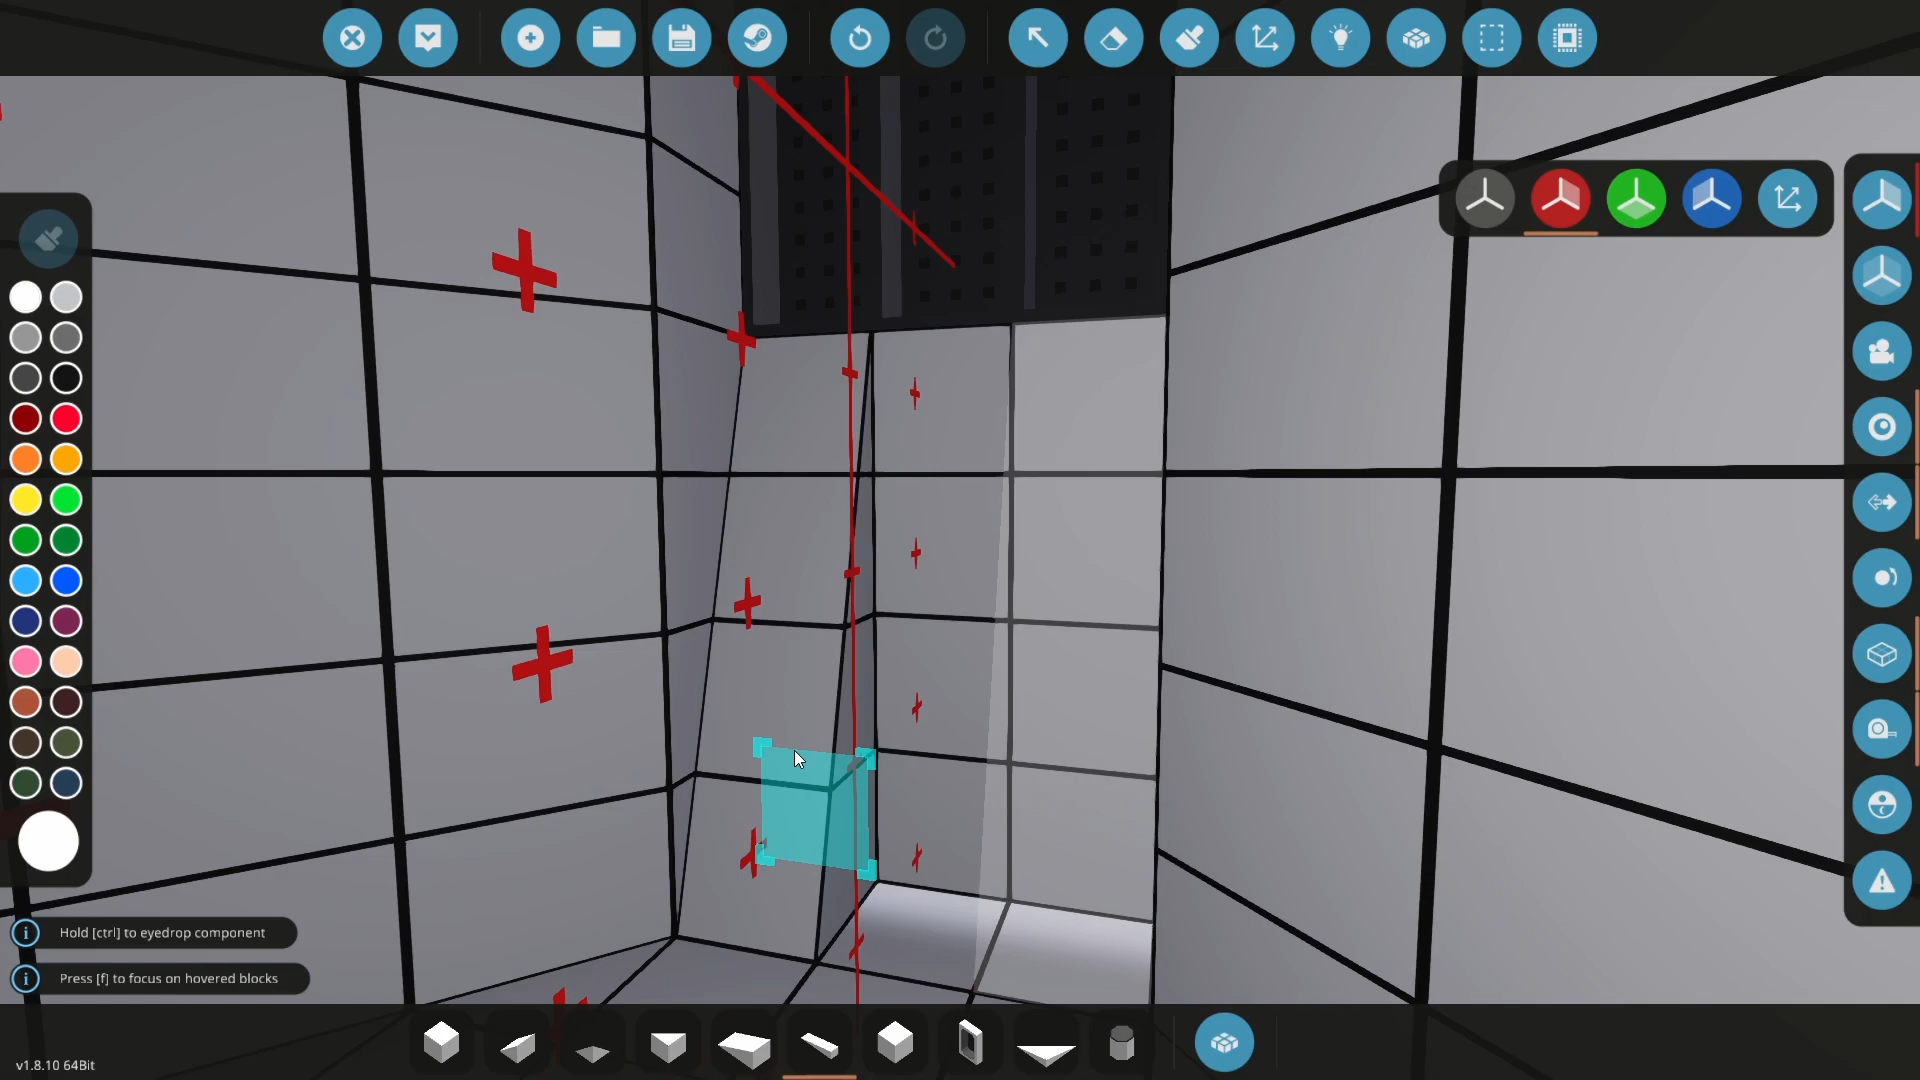 Hold [ctrl] to eyedrop component
Press [f] to focus on hovered blocks
v1.8.10 64Bit